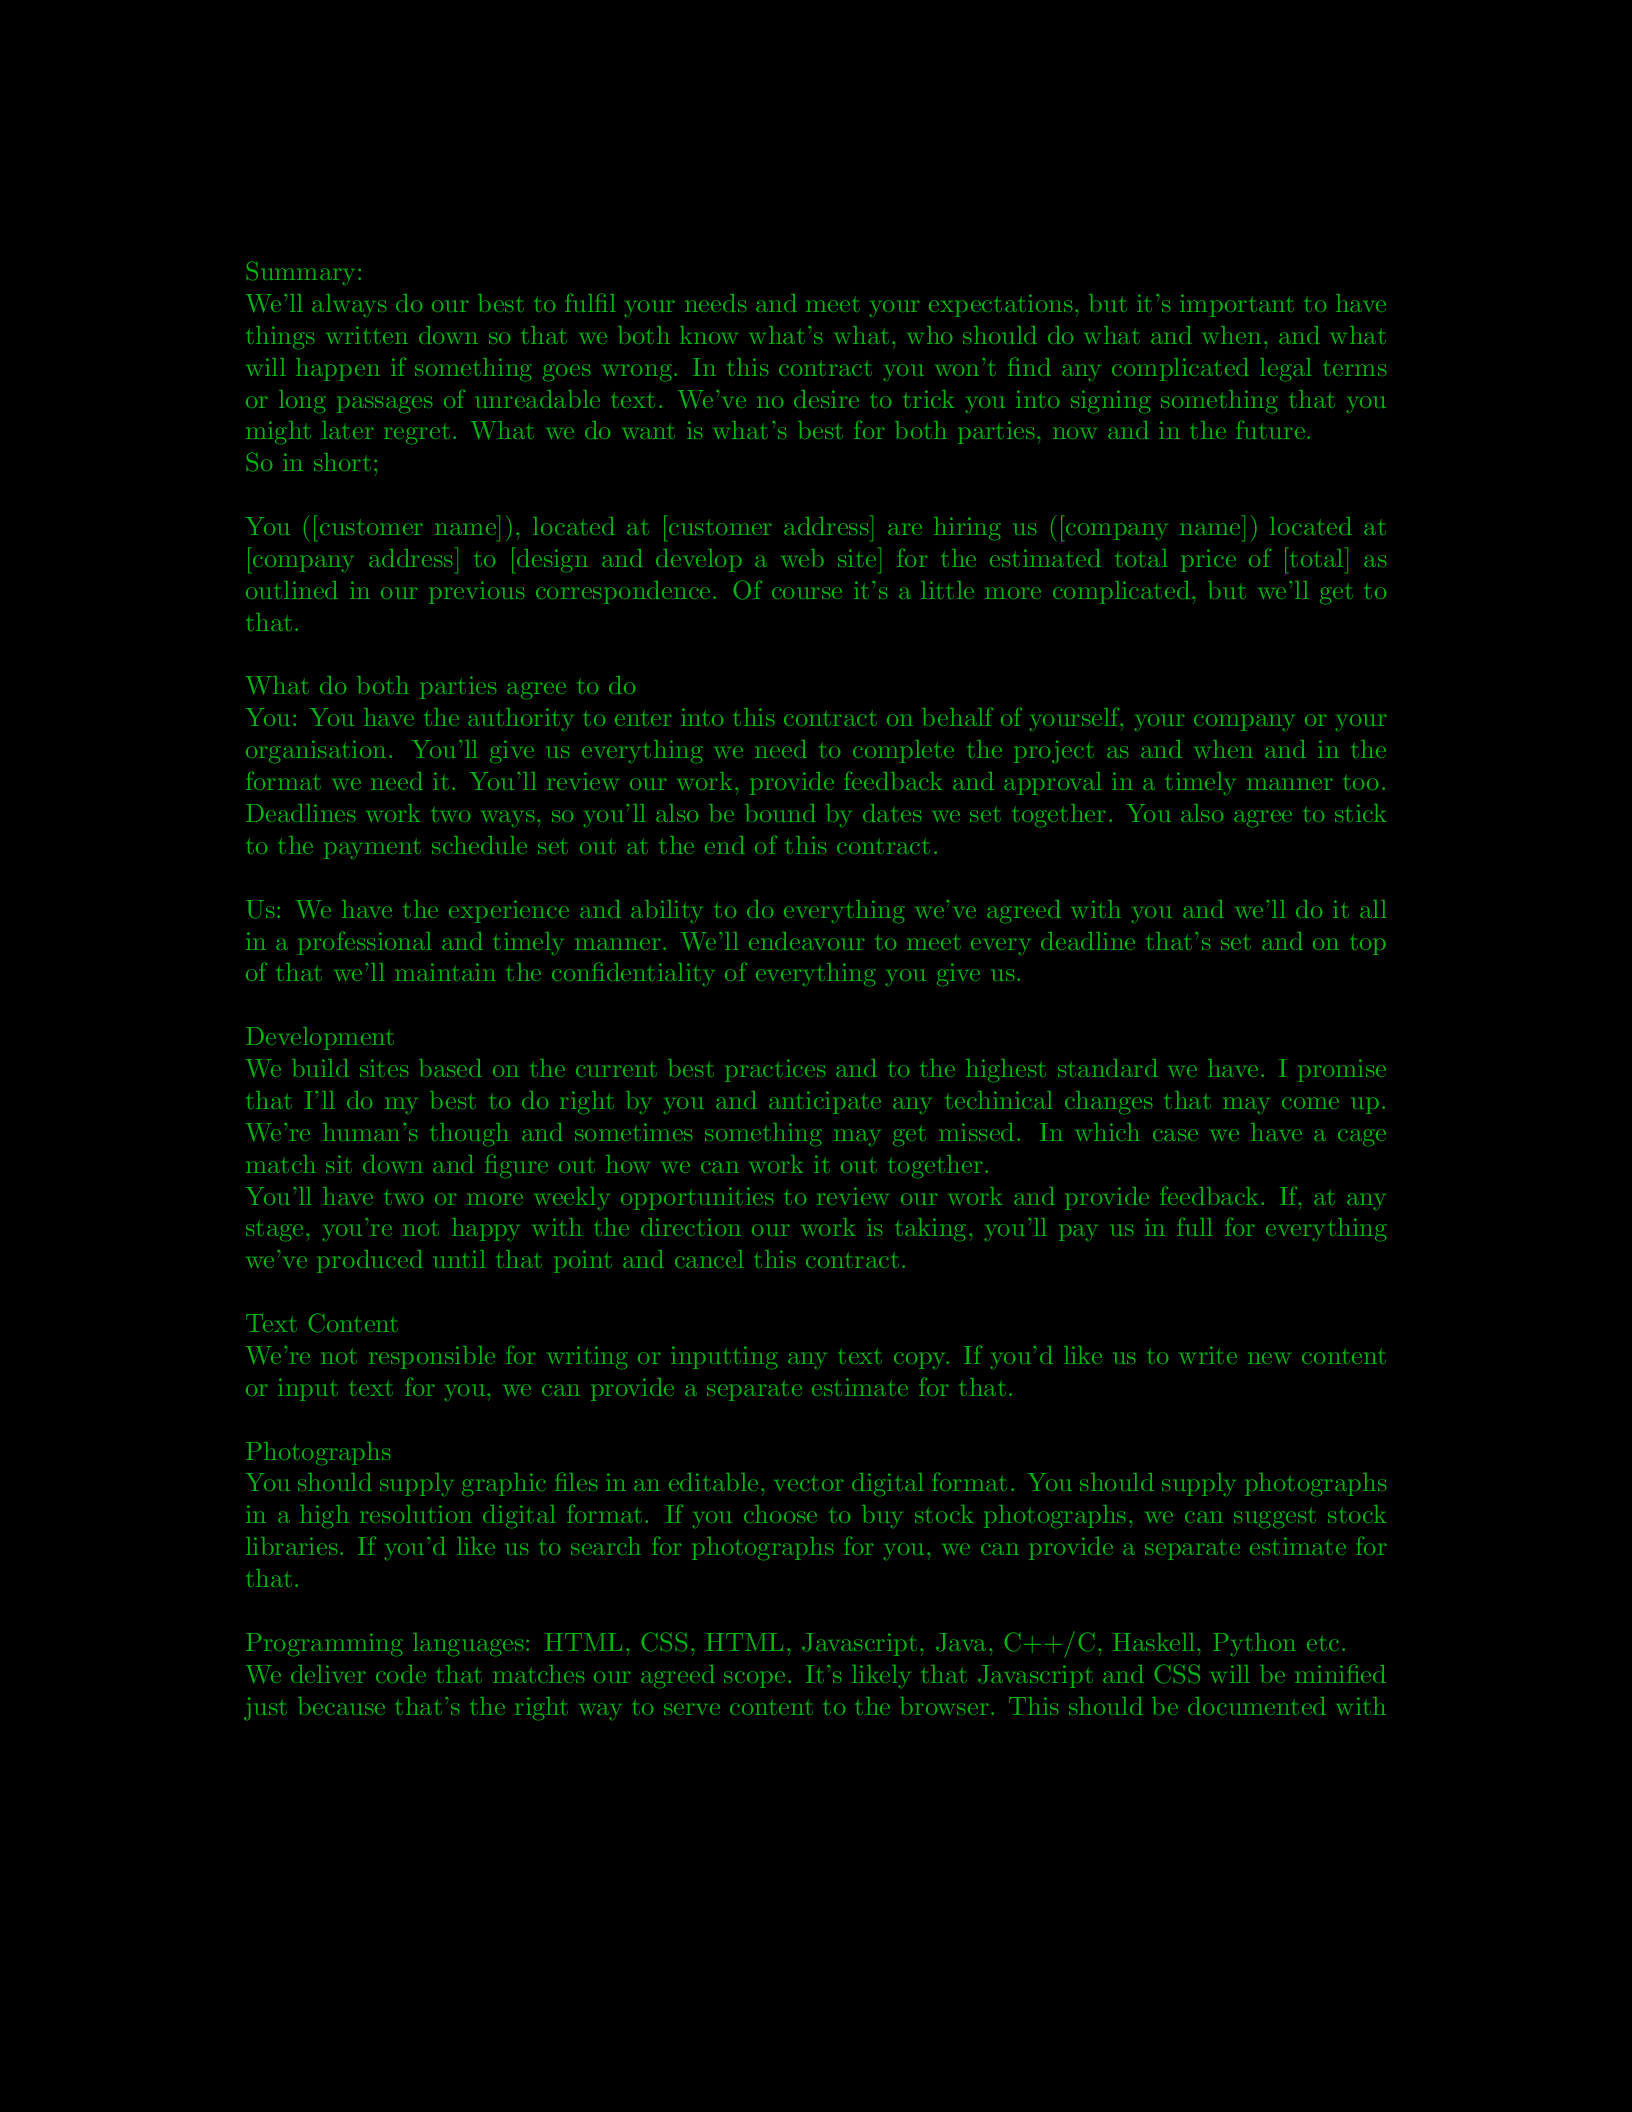 Summary:
We'll always do our best to fulfil your needs and meet your expectations, but it's important to have
things written down so that we both know what's what, who should do what and when, and what
will happen if something goes wrong. In this contract you won't find any complicated legal terms
or long passages of unreadable text. We've no desire to trick you into signing something that you
might later regret. What we do want is what's best for both parties, now and in the future.
So in short;
You ([customer name]), located at [customer address] are hiring us ([company name]) located at
[company address] to [design and develop a web site] for the estimated total price of [total] as
outlined in our previous correspondence. Of course it's a little more complicated, but we'll get to
that.
What do both parties agree to do
You: You have the authority to enter into this contract on behalf of yourself, your company or your
organisation. You'll give us everything we need to complete the project as and when and in the
format we need it. You'll review our work, provide feedback and approval in a timely manner too.
Deadlines work two ways, so you'll also be bound by dates we set together. You also agree to stick
to the payment schedule set out at the end of this contract.
Us: We have the experience and ability to do everything we've agreed with you and we'll do it all
in a professional and timely manner. We'll endeavour to meet every deadline that's set and on top
of that we'll maintain the confidentiality of everything you give us.
Development
We build sites based on the current best practices and to the highest standard we have. I promise
that I'll do my best to do right by you and anticipate any techinical changes that may come up.
We're human's though and sometimes something may get missed. In which case we have a cage
match sit down and figure out how we can work it out together.
You'll have two or more weekly opportunities to review our work and provide feedback. If, at any
stage, you're not happy with the direction our work is taking, you'll pay us in full for everything
we've produced until that point and cancel this contract.
Text Content
We're not responsible for writing or inputting any text copy. If you'd like us to write new content
or input text for you, we can provide a separate estimate for that.
Photographs
You should supply graphic files in an editable, vector digital format. You should supply photographs
in a high resolution digital format. If you choose to buy stock photographs, we can suggest stock
libraries. If you'd like us to search for photographs for you, we can provide a separate estimate for
that.
Programming languages: HTML, CSS, HTML, Javascript, Java, C++/C, Haskell, Python etc.
We deliver code that matches our agreed scope. It's likely that Javascript and CSS will be minified
just because that's the right way to serve content to the browser. This should be documented with